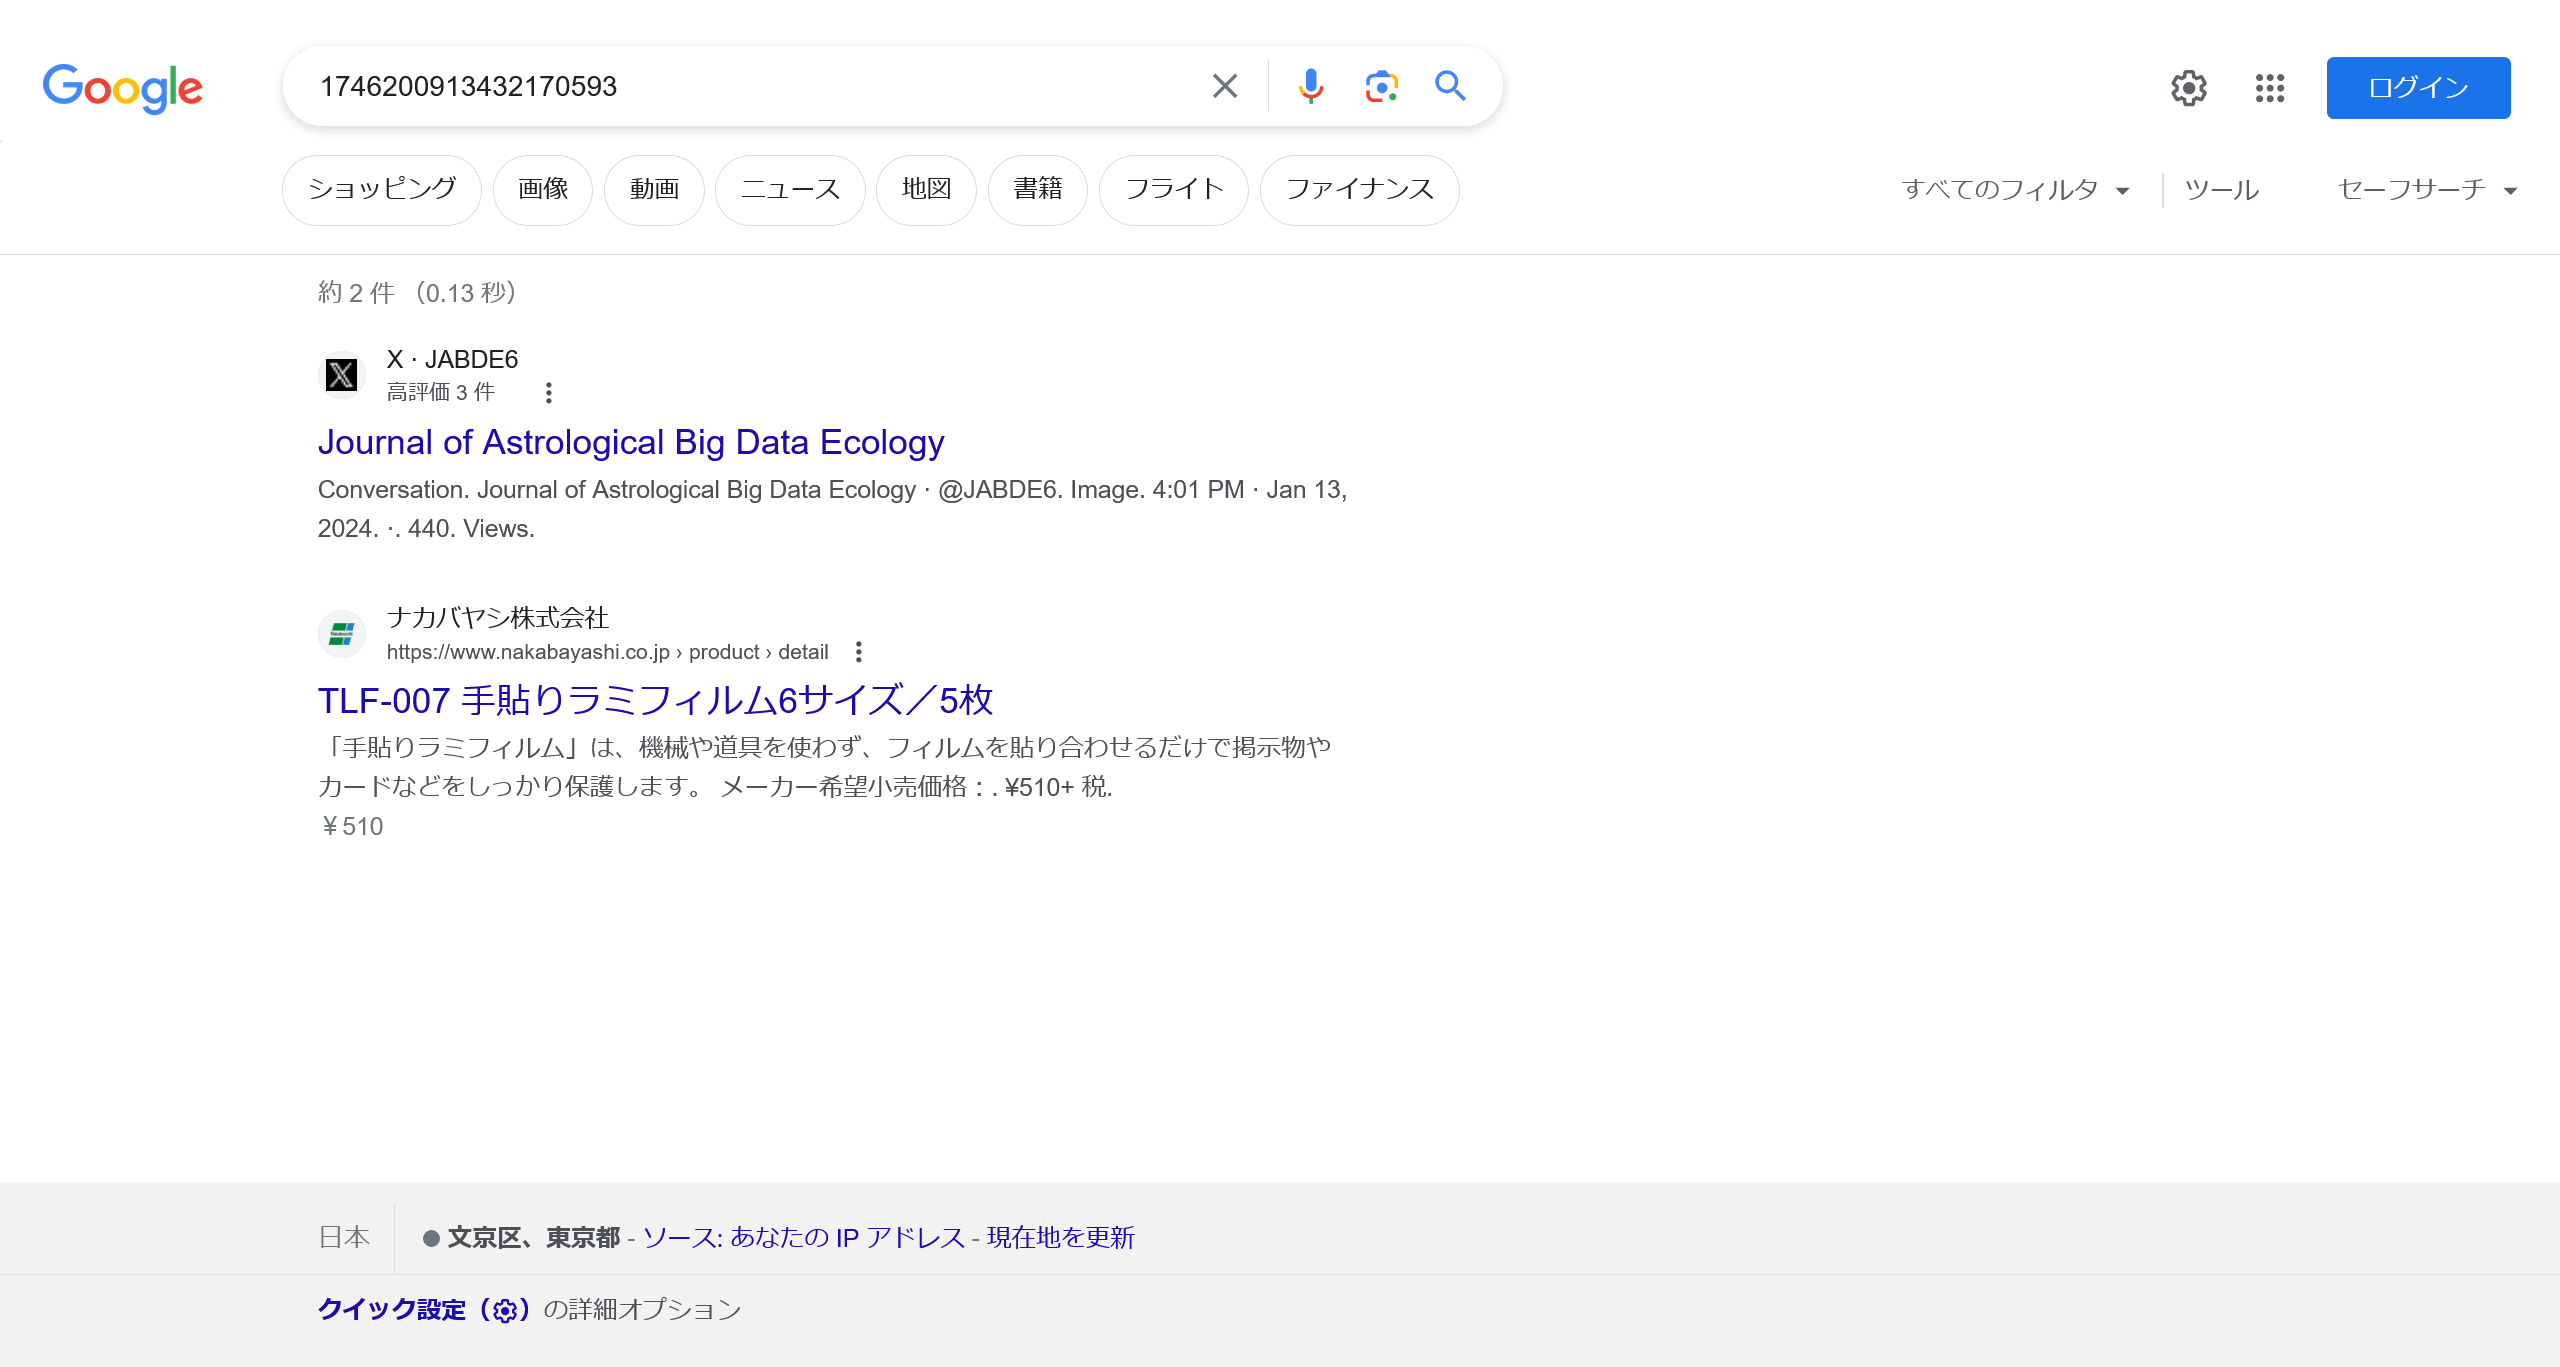 Google
1746200913432170593
ログイン
ショッピング 画像 動画 ニュース 地図 書籍 フライト ファイナンス すべてのフィルタ ツール セーフサーチ
約 2 件 （0.13 秒）
X · JABDE6
高評価 3 件
Journal of Astrological Big Data Ecology
Conversation. Journal of Astrological Big Data Ecology · @JABDE6. Image. 4:01 PM · Jan 13,
2024. ·. 440. Views.
ナカバヤシ株式会社
https://www.nakabayashi.co.jp › product › detail
TLF-007 手貼りラミフィルム6サイズ／5枚
「手貼りラミフィルム」は、機械や道具を使わず、フィルムを貼り合わせるだけで掲示物や
カードなどをしっかり保護します。 メーカー希望小売価格：. ¥510+ 税.
￥510
日本 文京区、東京都 - ソース: あなたの IP アドレス - 現在地を更新
クイック設定（）の詳細オプション